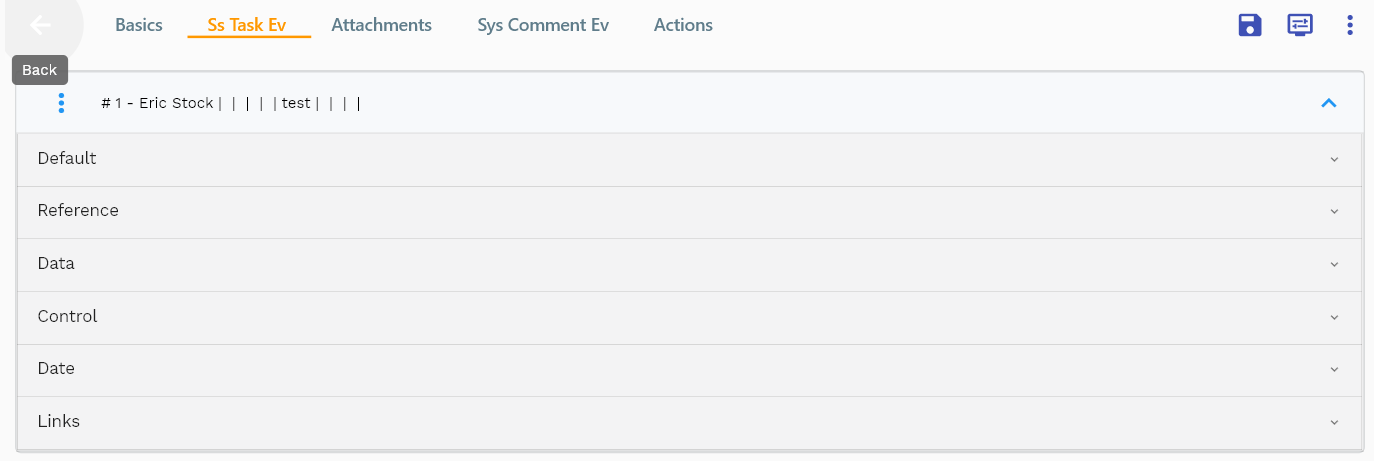 Basics Ss Task Ev Attachments Sys Comment Ev Actions
Back
# 1 - Eric Stock | | | | | test | | | |
Default
Reference
Data
Control
Date
Links